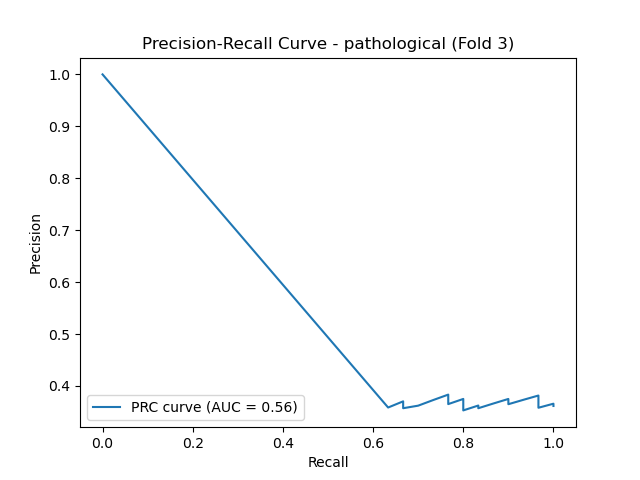 Precision-Recall Curve - pathological (Fold 3)
1.0
0.9
0.8
0.7
0.6
0.5
0.4
Precision
PRC curve (AUC = 0.56)
0.0 0.2 0.4 0.6 0.8 1.0
Recall